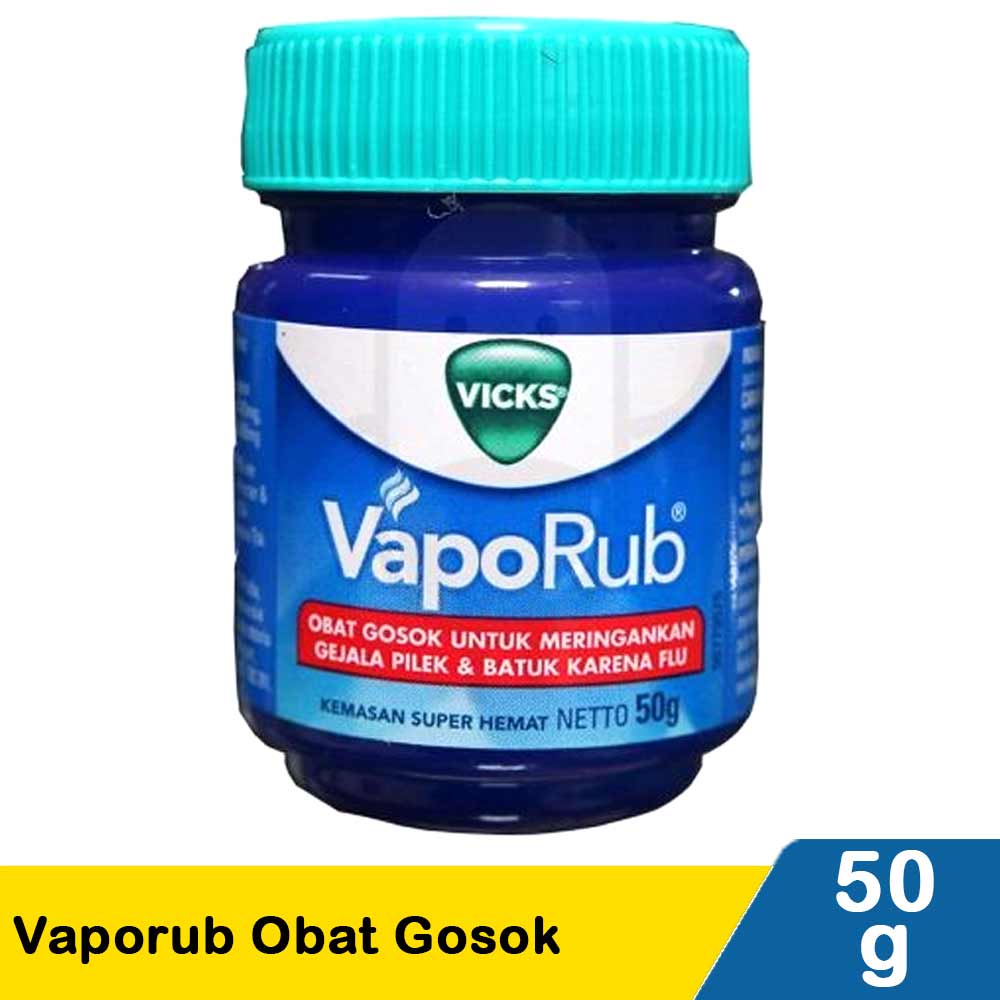 VICKS®
VapoRub®
OBAT GOSOK UNTUK MERINGANKAN
GEJALA PILEK & BATUK KARENA FLU
KEMASAN SUPER HEMAT NETTO 50g
Vaporub Obat Gosok
50
g